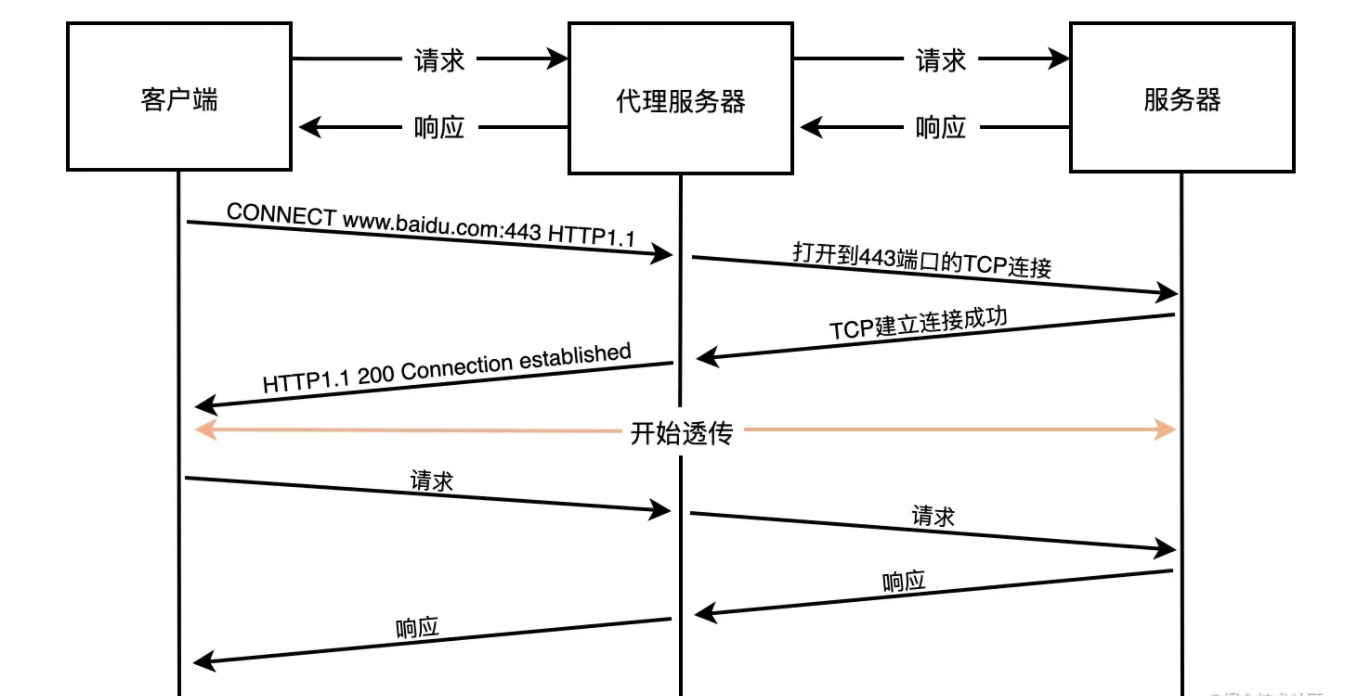 请求
请求
客户端
代理服务器
服务器
响应
响应
CONNECT www.baidu.com:443 HTTP1.1
打开到443端口的TCP连接
TCP建立连接成功
HTTP1.1 200 Connection established
开始透传
请求
请求
响应
响应